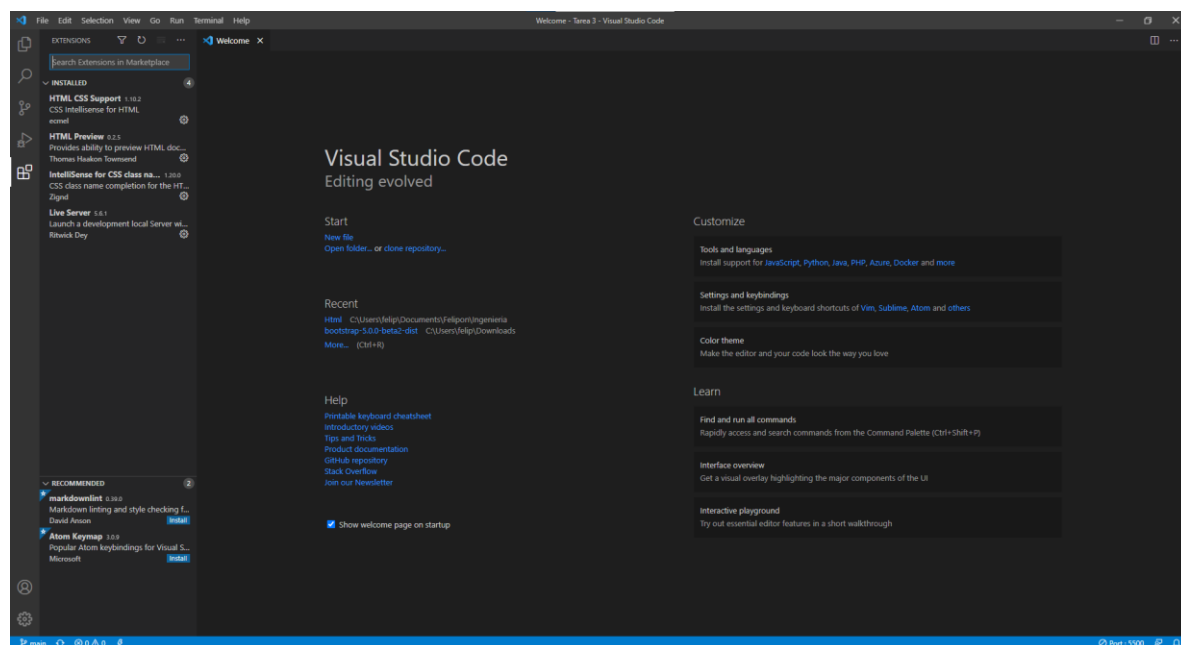 File Edit Selection View Go Run Terminal Help
Welcome - Tarea 3 - Visual Studio Code
EXTENSIONS
Welcome
Search Extensions in Marketplace
INSTALLED 4
HTML CSS Support 1.10.2
CSS Intellisense for HTML
ecmel
HTML Preview 0.2.5
Provides ability to preview HTML doc...
Thomas Haakon Townsend
IntelliSense for CSS class na... 1.20.0
CSS class name completion for the HT...
Zignd
Live Server 5.6.1
Launch a development local Server wi...
Ritwick Dey
RECOMMENDED 2
markdownlint 0.39.0
Markdown linting and style checking f...
David Anson Install
Atom Keymap 3.0.9
Popular Atom keybindings for Visual S...
Microsoft Install
Visual Studio Code
Editing evolved
Start
New file
Open folder... or clone repository...
Recent
Html C:\Users\felip\Documents\Felipon\Ingenieria
bootstrap-5.0.0-beta2-dist C:\Users\felip\Downloads
More... (Ctrl+R)
Help
Printable keyboard cheatsheet
Introductory videos
Tips and Tricks
Product documentation
GitHub repository
Stack Overflow
Join our Newsletter
Show welcome page on startup
Customize
Tools and languages
Install support for JavaScript, Python, Java, PHP, Azure, Docker and more
Settings and keybindings
Install the settings and keyboard shortcuts of Vim, Sublime, Atom and others
Color theme
Make the editor and your code look the way you love
Learn
Find and run all commands
Rapidly access and search commands from the Command Palette (Ctrl+Shift+P)
Interface overview
Get a visual overlay highlighting the major components of the UI
Interactive playground
Try out essential editor features in a short walkthrough
main 0 0 Port : 5500